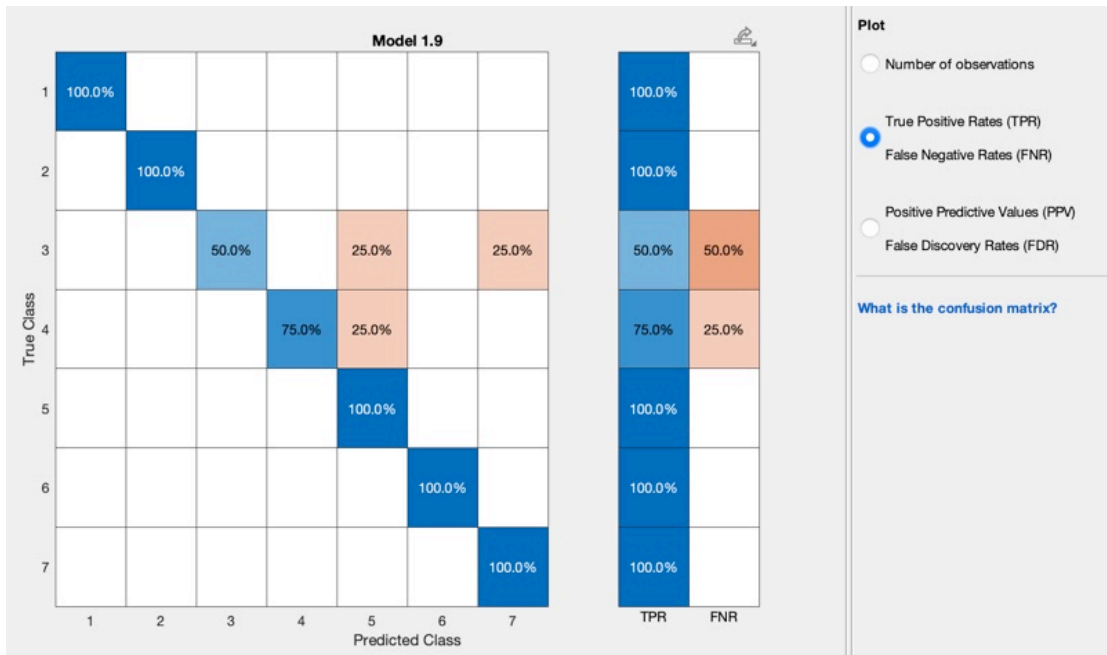 Model 1.9
1 100.0% 100.0%
2 100.0% 100.0%
3 50.0% 25.0% 25.0% 50.0% 50.0%
4 75.0% 25.0% 75.0% 25.0%
5 100.0% 100.0%
6 100.0% 100.0%
7 100.0% 100.0%
True Class
1 2 3 4 5 6 7 TPR FNR
Predicted Class
Plot
Number of observations
True Positive Rates (TPR)
False Negative Rates (FNR)
Positive Predictive Values (PPV)
False Discovery Rates (FDR)
What is the confusion matrix?